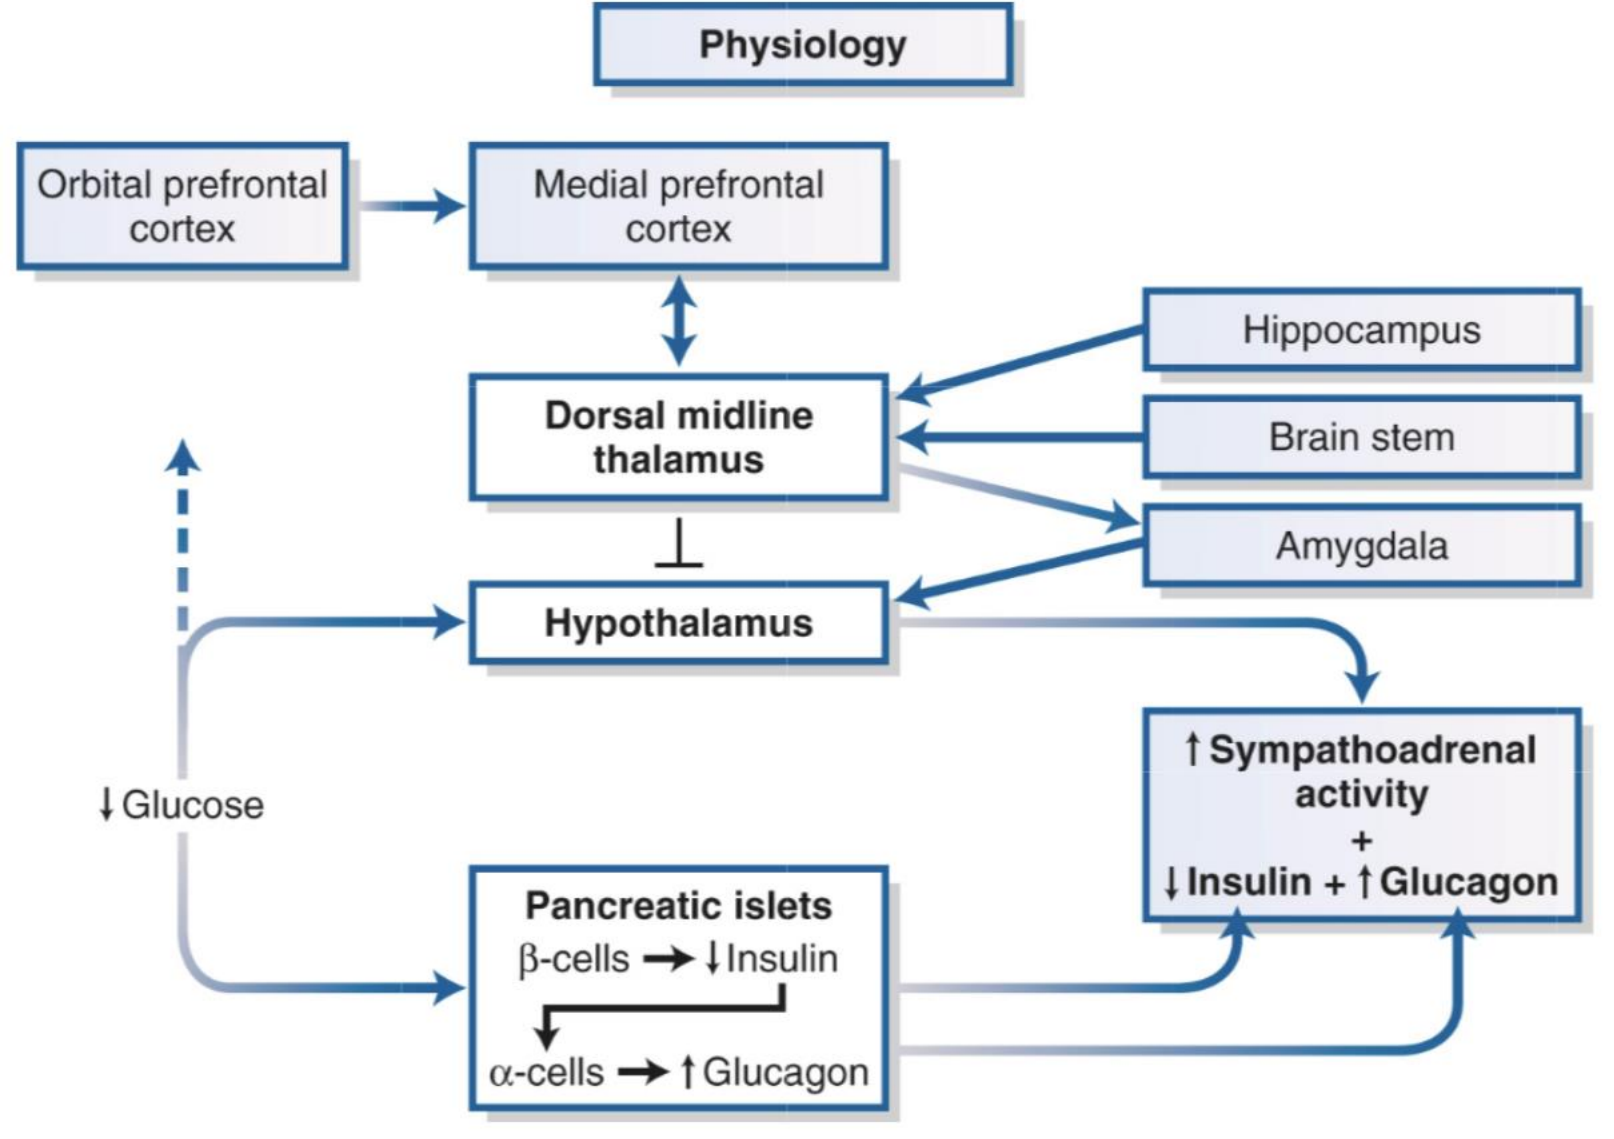 Physiology
Orbital prefrontal
cortex
Medial prefrontal
cortex
Hippocampus
Dorsal midline
thalamus
Brain stem
Amygdala
Hypothalamus
↑ Sympathoadrenal
activity
+
↓ Insulin + ↑ Glucagon
↓ Glucose
Pancreatic islets
β-cells → ↓ Insulin
α-cells → ↑ Glucagon